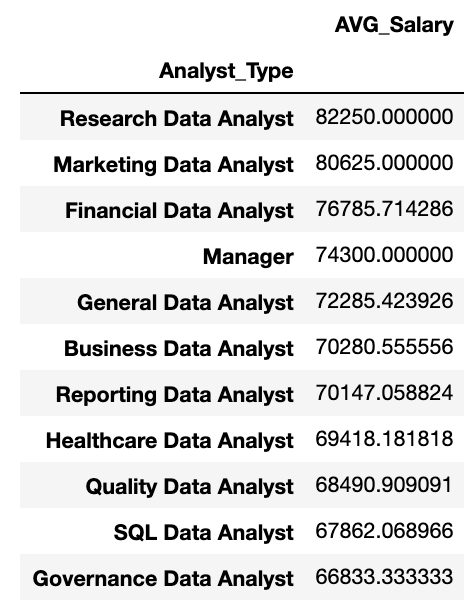 AVG_Salary
Analyst_Type
Research Data Analyst 82250.000000
Marketing Data Analyst 80625.000000
Financial Data Analyst 76785.714286
Manager 74300.000000
General Data Analyst 72285.423926
Business Data Analyst 70280.555556
Reporting Data Analyst 70147.058824
Healthcare Data Analyst 69418.181818
Quality Data Analyst 68490.909091
SQL Data Analyst 67862.068966
Governance Data Analyst 66833.333333